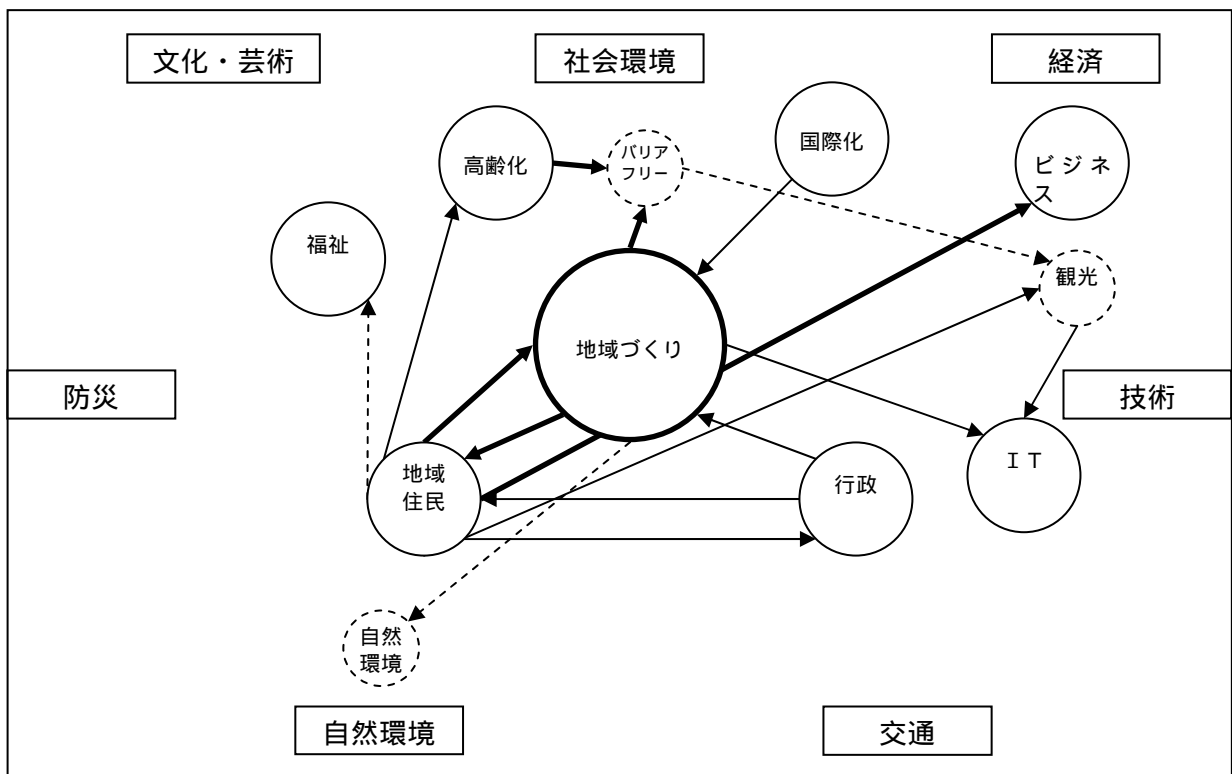 文化・芸術
社会環境
経済
高齢化
バリア
フリー
国際化
ビジネ
ス
福祉
観光
地域づくり
防災
技術
地域
住民
行政
ＩＴ
自然
環境
自然環境
交通